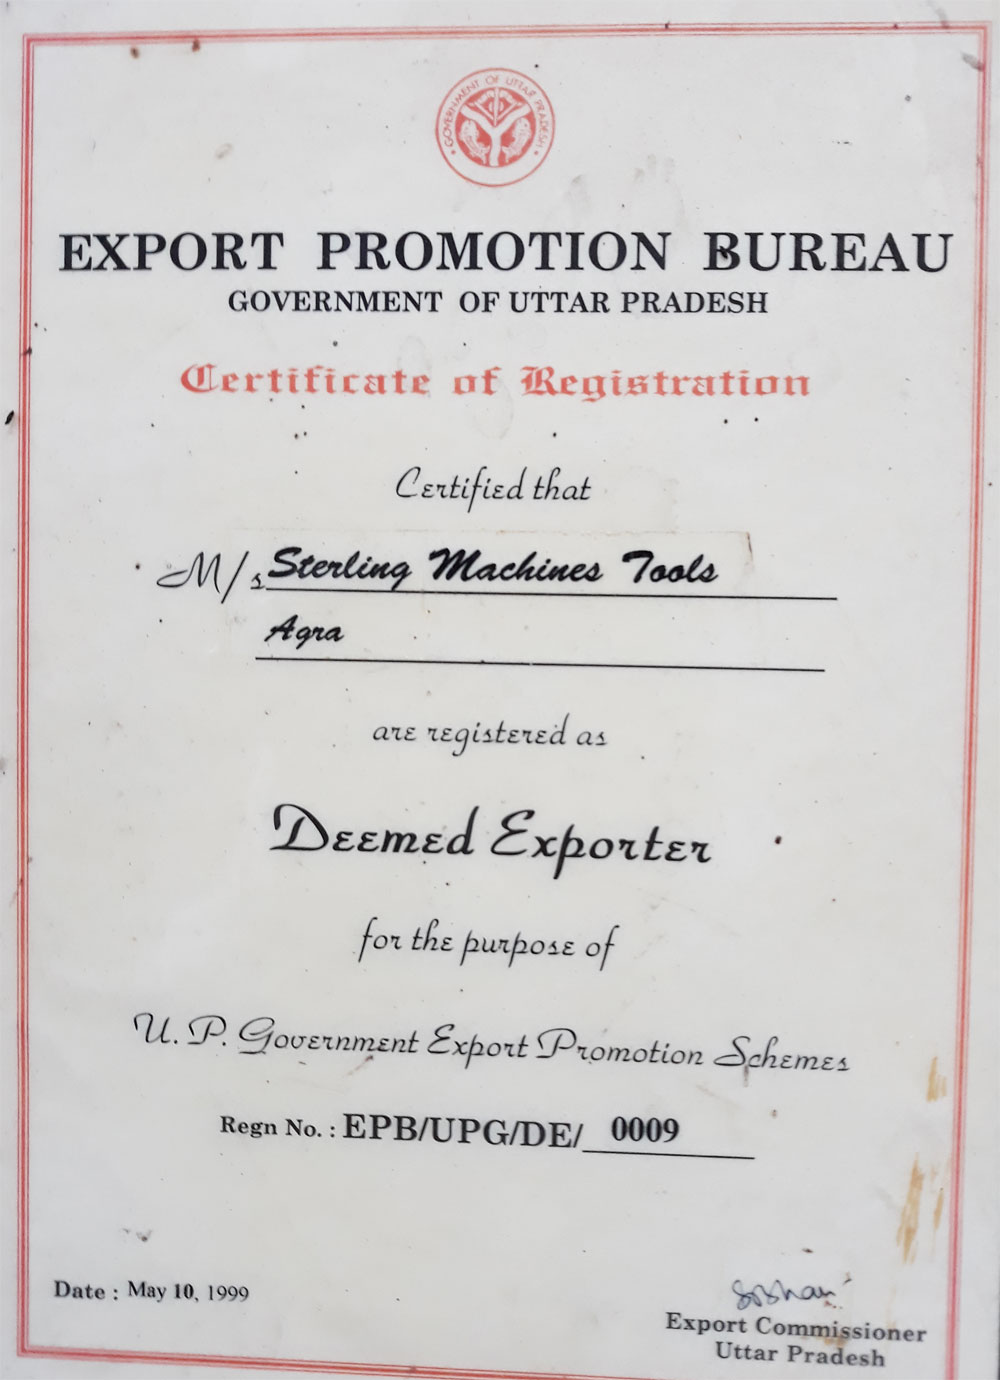 GOVERNMENT OF UTTAR PRADESH
EXPORT PROMOTION BUREAU
GOVERNMENT OF UTTAR PRADESH
Certificate of Registration
Certified that
M/s Sterling Machines Tools
Agra
are registered as
Deemed Exporter
for the purpose of
U. P. Government Export Promotion Schemes
Regn No. : EPB/UPG/DE/ 0009
Date : May 10, 1999
Export Commissioner
Uttar Pradesh